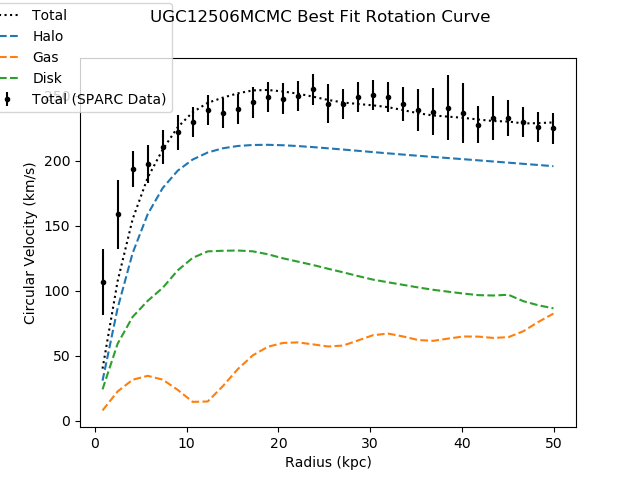 UGC12506MCMC Best Fit Rotation Curve
Total
Halo
Gas
Disk
Total (SPARC Data)
250
200
150
100
50
0
Circular Velocity (km/s)
0 10 20 30 40 50
Radius (kpc)